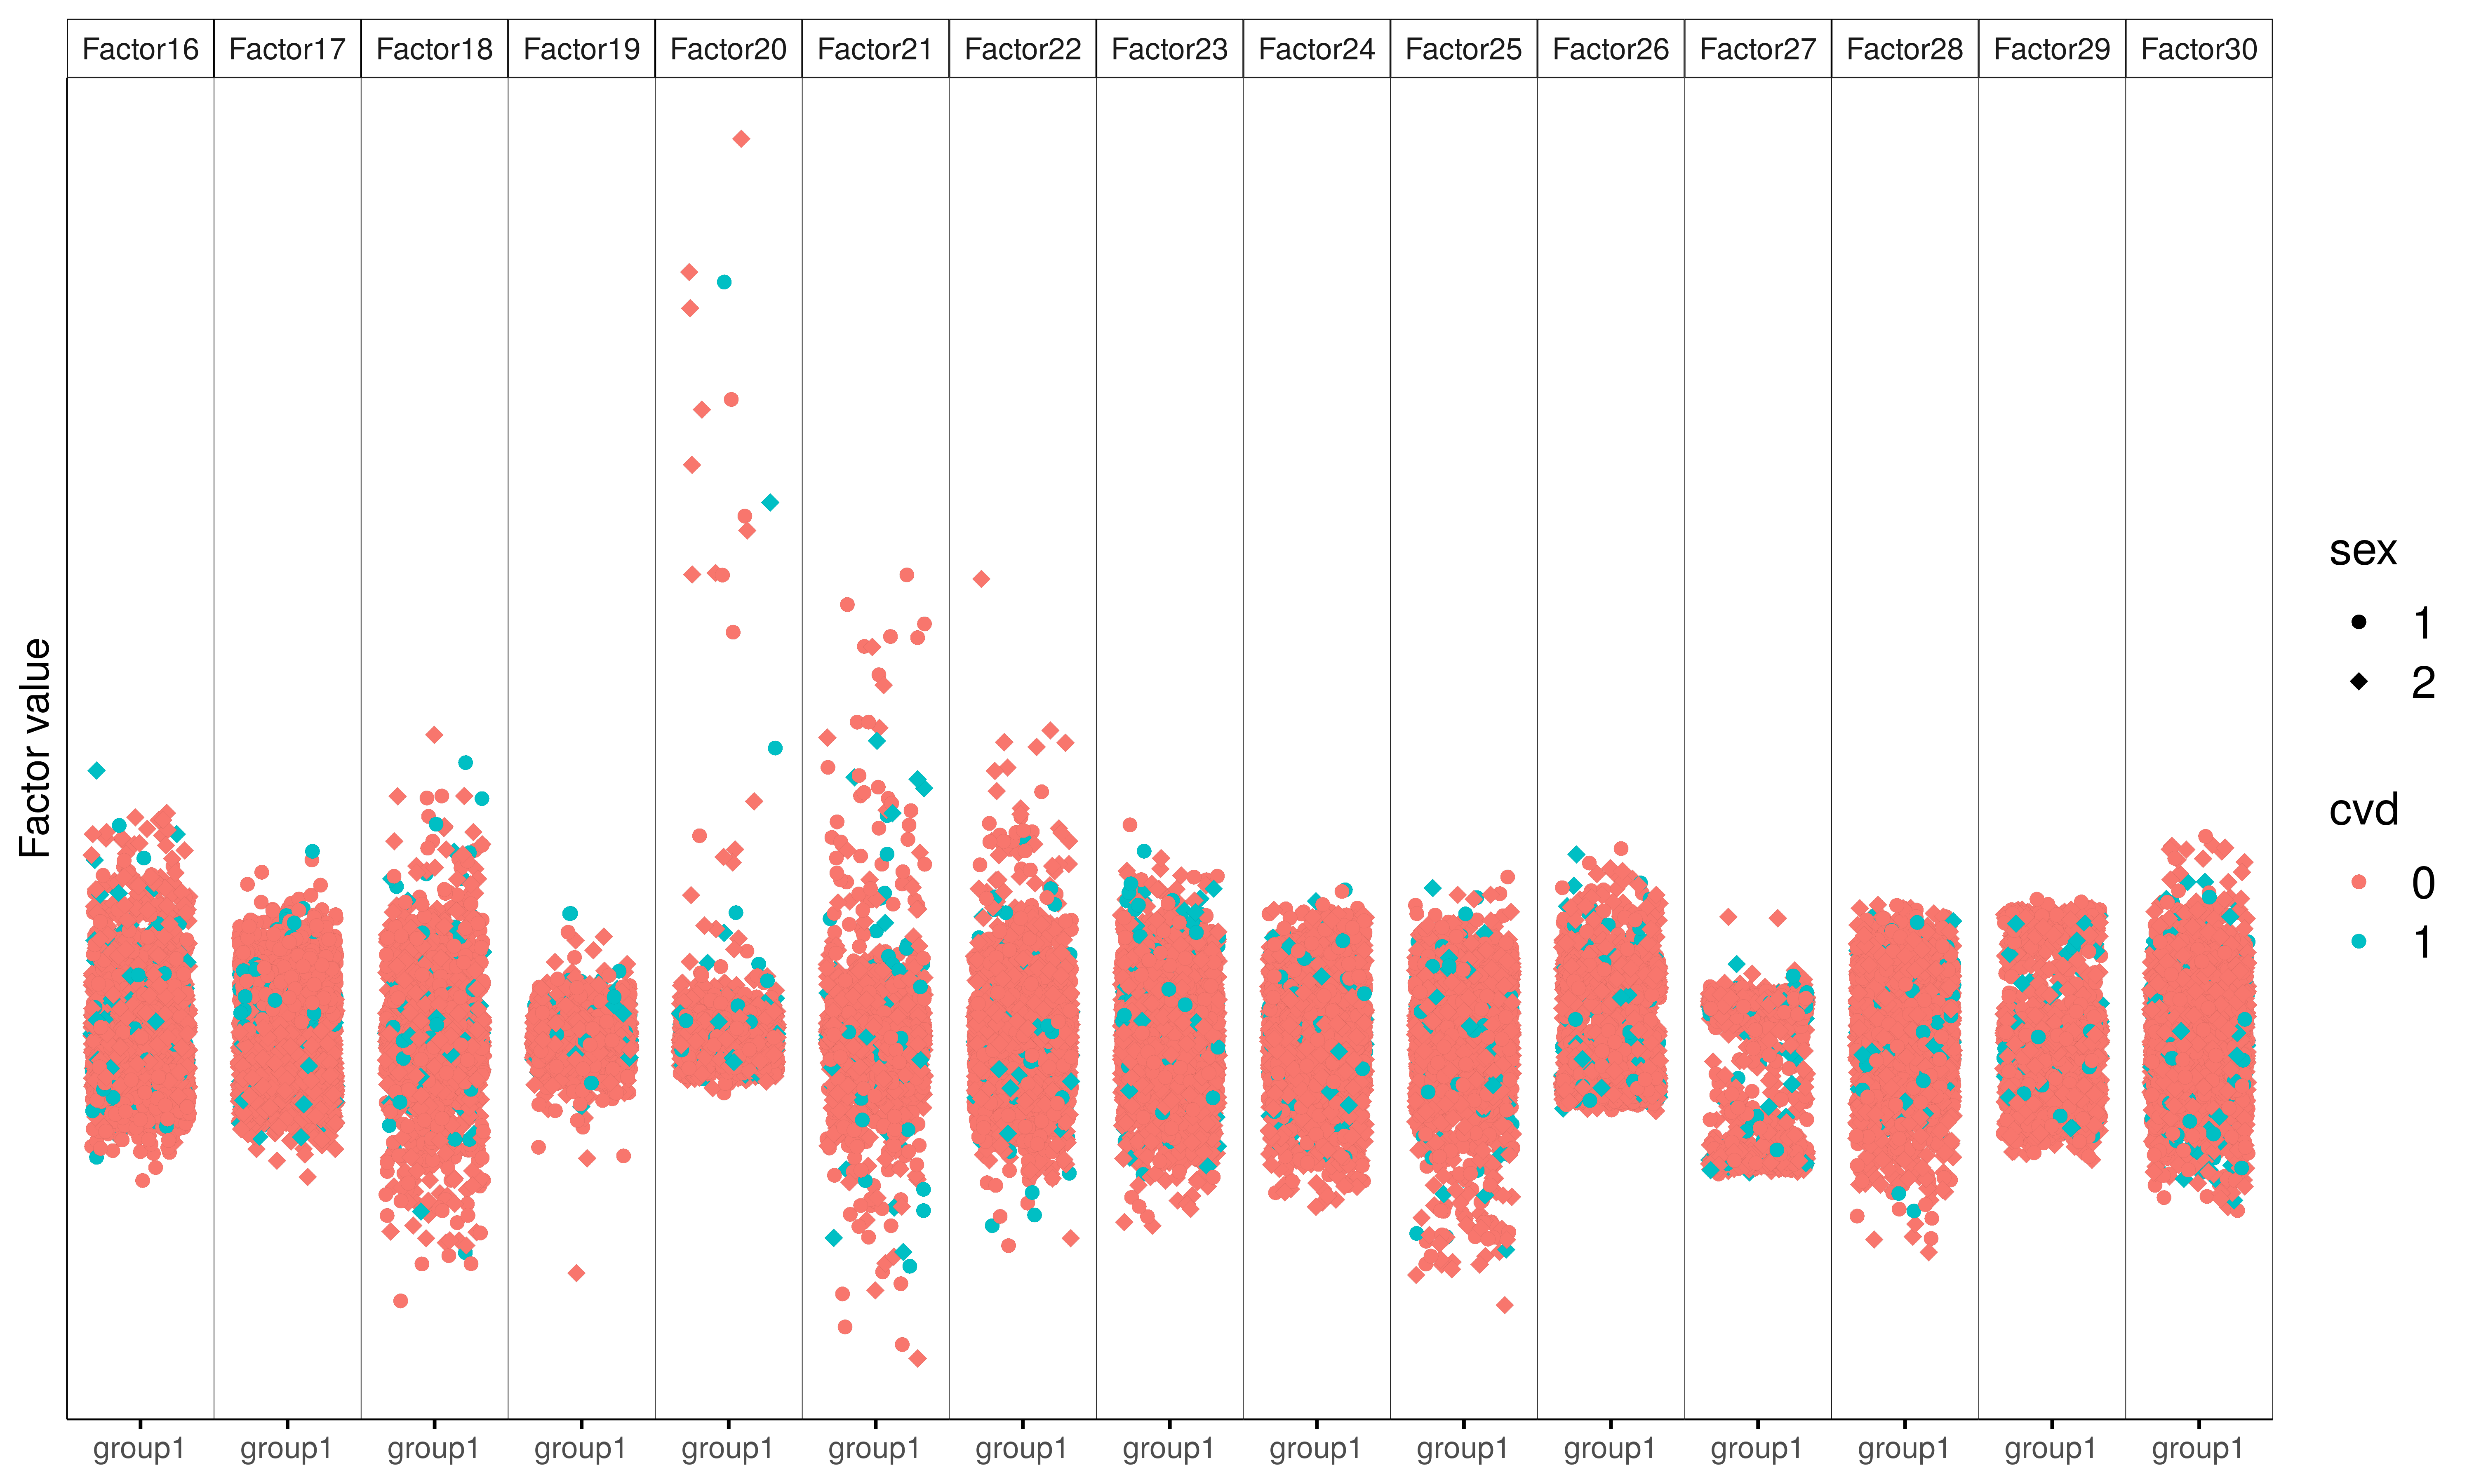 Factor16 Factor17 Factor18 Factor19 Factor20 Factor21 Factor22 Factor23 Factor24 Factor25 Factor26 Factor27 Factor28 Factor29 Factor30
Factor value
sex
1
2
cvd
0
1
group1 group1 group1 group1 group1 group1 group1 group1 group1 group1 group1 group1 group1 group1 group1